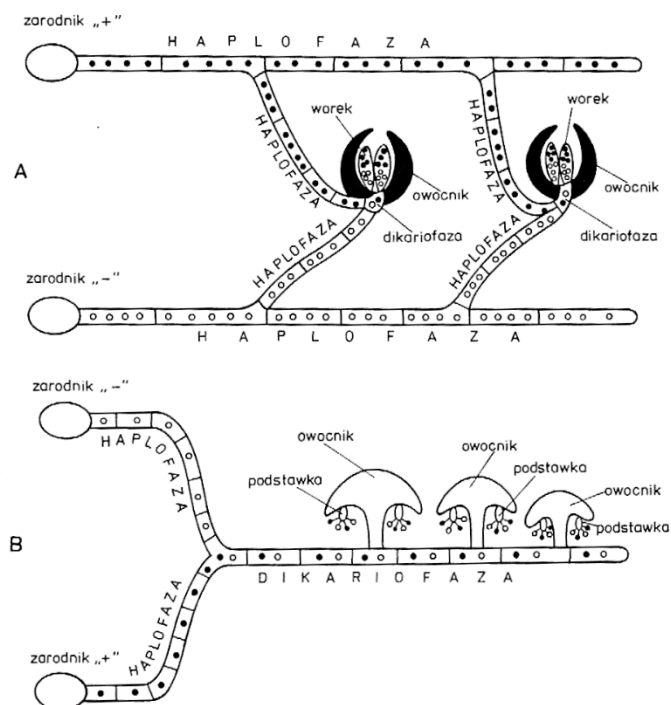 zarodnik „+”
H A P L O F A Z A
worek
worek
HAPLOFAZA
HAPLOFAZA
A
owocnik
owocnik
dikariofaza
dikariofaza
HAPLOFAZA
HAPLOFAZA
zarodnik „–”
H A P L O F A Z A
zarodnik „–”
HAPLOFAZA
owocnik
owocnik
podstawka
podstawka
owocnik
podstawka
B
D I K A R I O F A Z A
HAPLOFAZA
zarodnik „+”